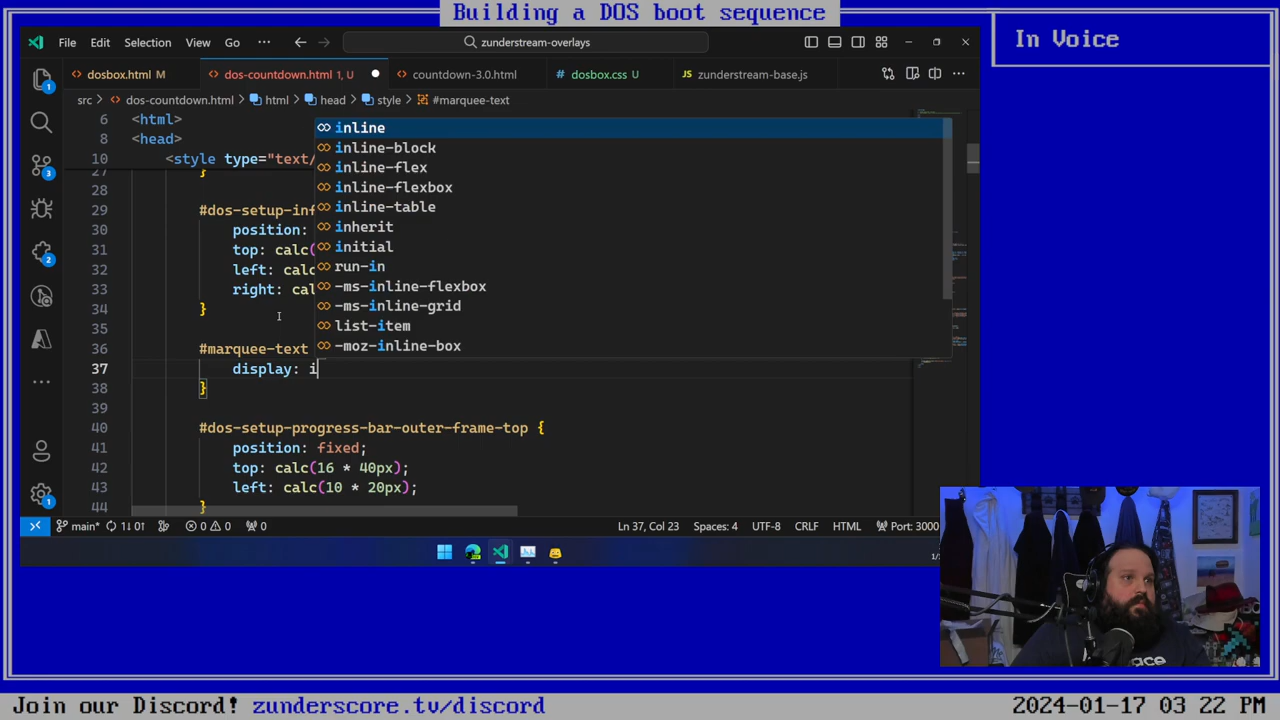 Building a DOS boot sequence
In Voice
File Edit Selection View Go ··· zunderstream-overlays
dosbox.html M dos-countdown.html 1, U countdown-3.0.html dosbox.css U zunderstream-base.js
src > dos-countdown.html > html > head > style > #marquee-text
6 <html>
8 <head>
10 <style type="text/
27 }
28
29 #dos-setup-inf
30 position:
31 top: calc(
32 left: calc
33 right: cal
34 }
35
36 #marquee-text
37 display: i
38 }
39
40 #dos-setup-progress-bar-outer-frame-top {
41 position: fixed;
42 top: calc(16 * 40px);
43 left: calc(10 * 20px);
44 }
inline
inline-block
inline-flex
inline-flexbox
inline-table
inherit
initial
run-in
-ms-inline-flexbox
-ms-inline-grid
list-item
-moz-inline-box
1
3
2
1
main* 1↓ 0↑ 0 0 0 Ln 37, Col 23 Spaces: 4 UTF-8 CRLF HTML Port: 3000
Join our Discord! zunderscore.tv/discord 2024-01-17 03 22 PM